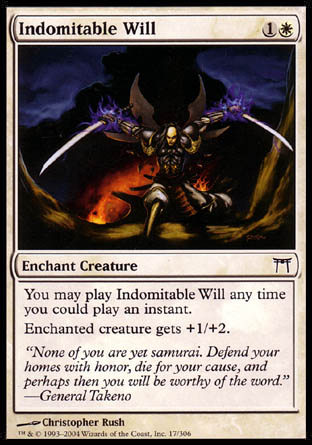 Indomitable Will 1
Enchant Creature
You may play Indomitable Will any time
you could play an instant.
Enchanted creature gets +1/+2.
"None of you are yet samurai. Defend your
homes with honor, die for your cause, and
perhaps then you will be worthy of the word."
—General Takeno
Christopher Rush
™ & © 1993–2004 Wizards of the Coast, Inc. 17/306